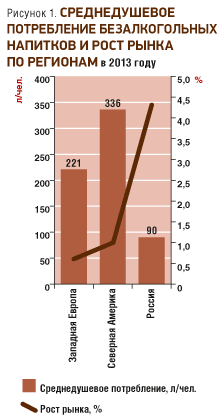 Рисунок 1. СРЕДНЕДУШЕВОЕ
ПОТРЕБЛЕНИЕ БЕЗАЛКОГОЛЬНЫХ
НАПИТКОВ И РОСТ РЫНКА
ПО РЕГИОНАМ в 2013 году
л/чел.
%
400
350
300
250
200
150
100
50
0
221
336
90
5,0
4,5
4,0
3,5
3,0
2,5
2,0
1,5
1,0
0,5
0
Западная Европа
Северная Америка
Россия
Среднедушевое потребление, л/чел.
Рост рынка, %